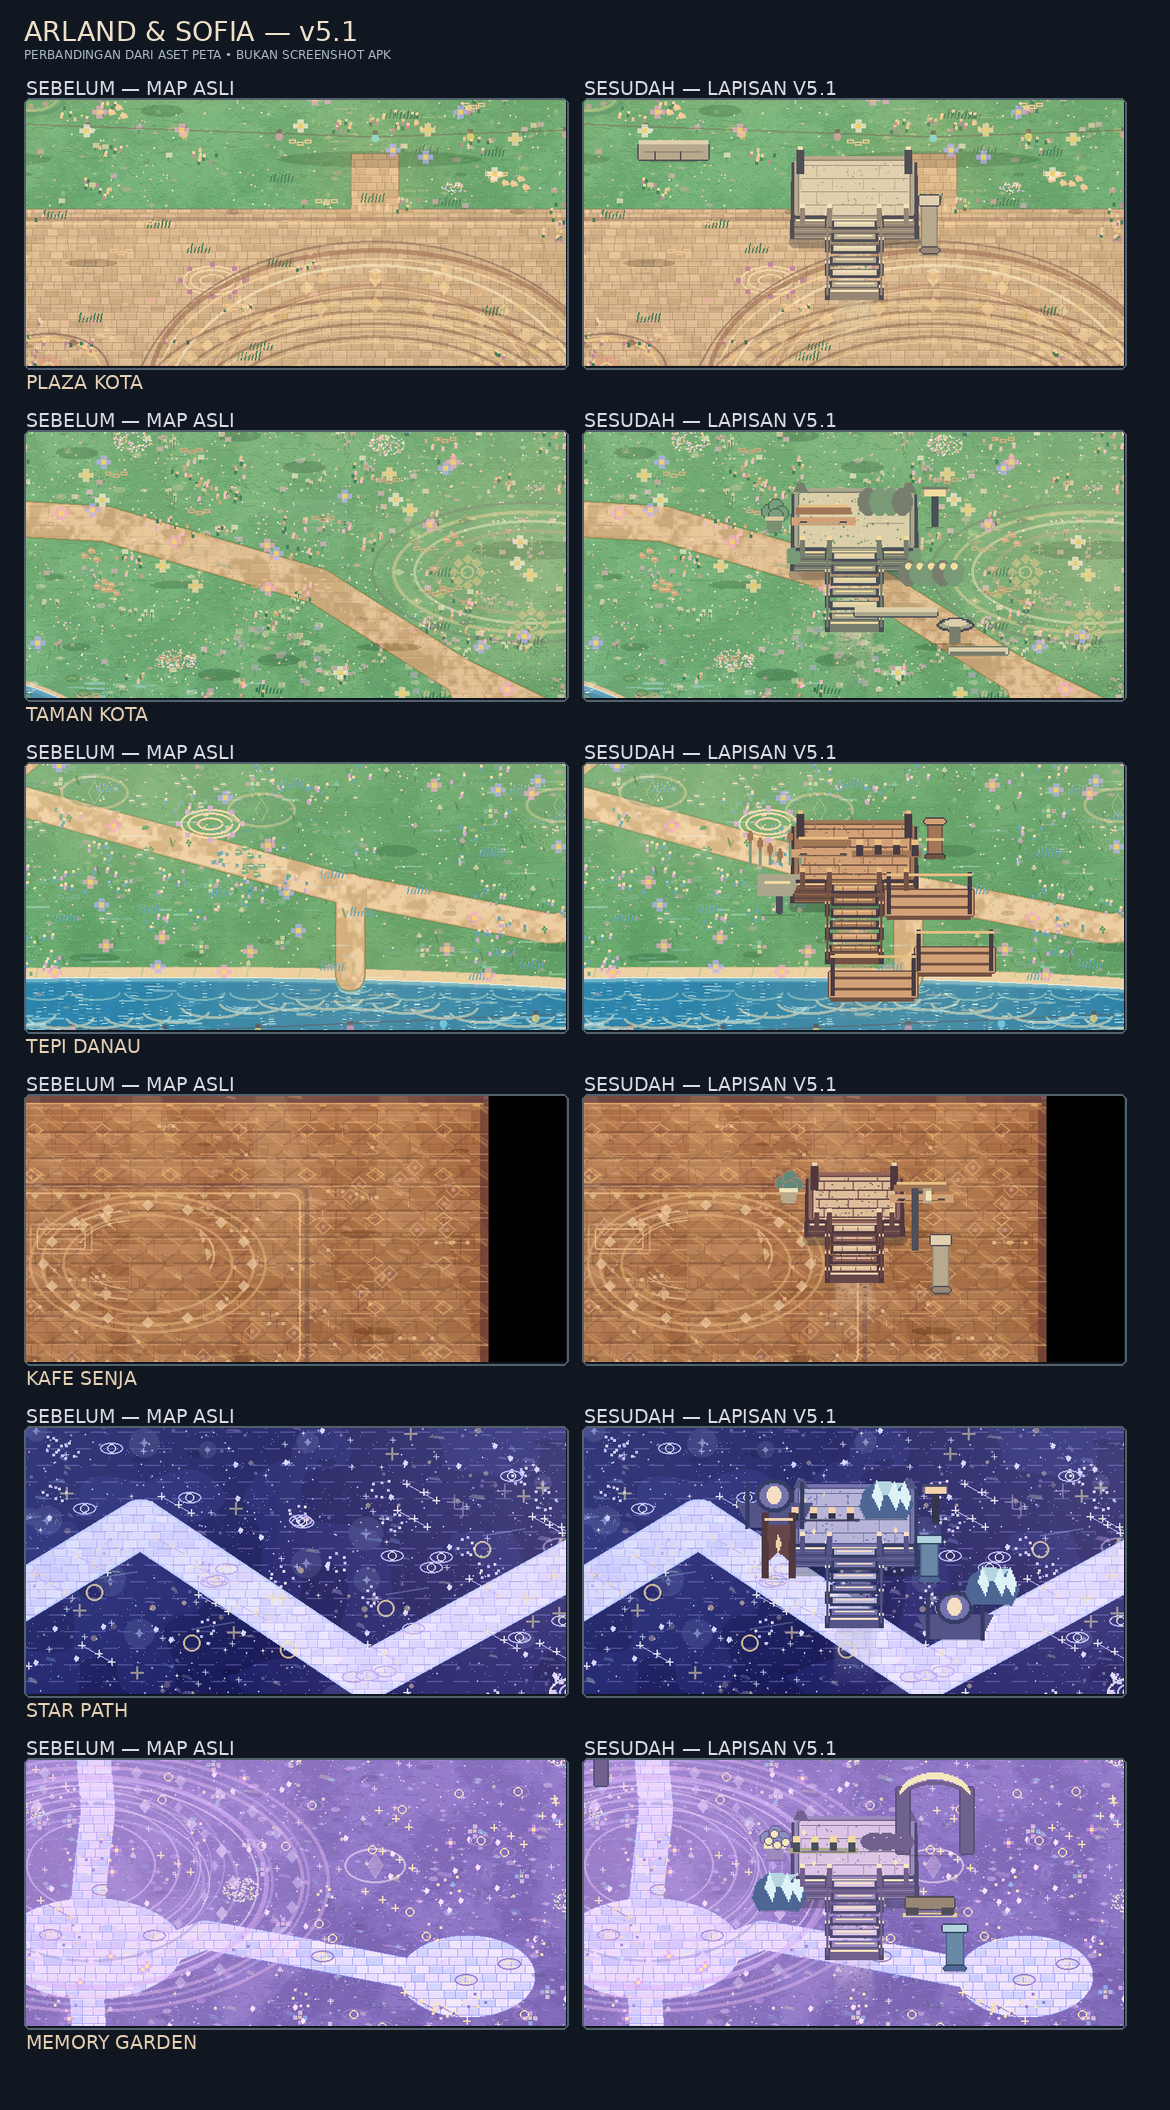 ARLAND & SOFIA — v5.1
PERBANDINGAN DARI ASET PETA • BUKAN SCREENSHOT APK
SEBELUM — MAP ASLI
SESUDAH — LAPISAN V5.1
PLAZA KOTA
SEBELUM — MAP ASLI
SESUDAH — LAPISAN V5.1
TAMAN KOTA
SEBELUM — MAP ASLI
SESUDAH — LAPISAN V5.1
TEPI DANAU
SEBELUM — MAP ASLI
SESUDAH — LAPISAN V5.1
KAFE SENJA
SEBELUM — MAP ASLI
SESUDAH — LAPISAN V5.1
STAR PATH
SEBELUM — MAP ASLI
SESUDAH — LAPISAN V5.1
MEMORY GARDEN